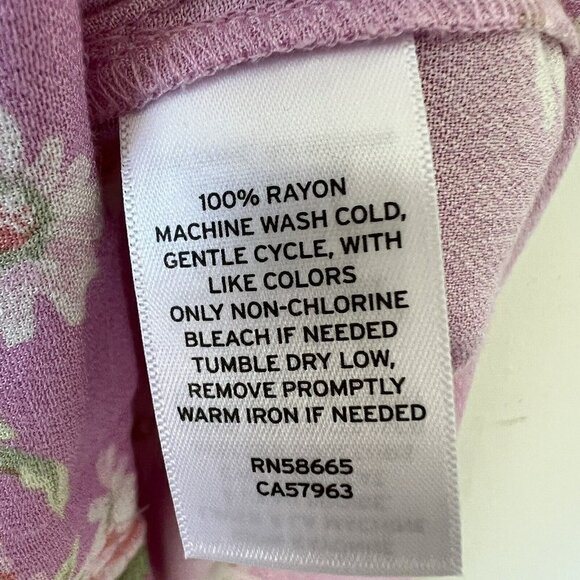 100% RAYON
MACHINE WASH COLD,
GENTLE CYCLE, WITH
LIKE COLORS
ONLY NON-CHLORINE
BLEACH IF NEEDED
TUMBLE DRY LOW,
REMOVE PROMPTLY
WARM IRON IF NEEDED
RN58665
CA57963